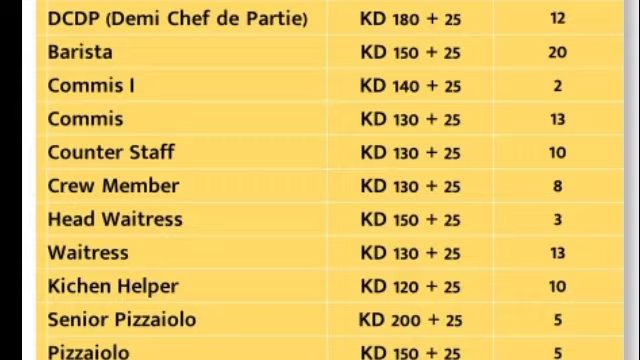 DCDP (Demi Chef de Partie) KD 180 + 25 12
Barista KD 150 + 25 20
Commis I KD 140 + 25 2
Commis KD 130 + 25 13
Counter Staff KD 130 + 25 10
Crew Member KD 130 + 25 8
Head Waitress KD 150 + 25 3
Waitress KD 130 + 25 13
Kichen Helper KD 120 + 25 10
Senior Pizzaiolo KD 200 + 25 5
Pizzaiolo KD 150 + 25 5